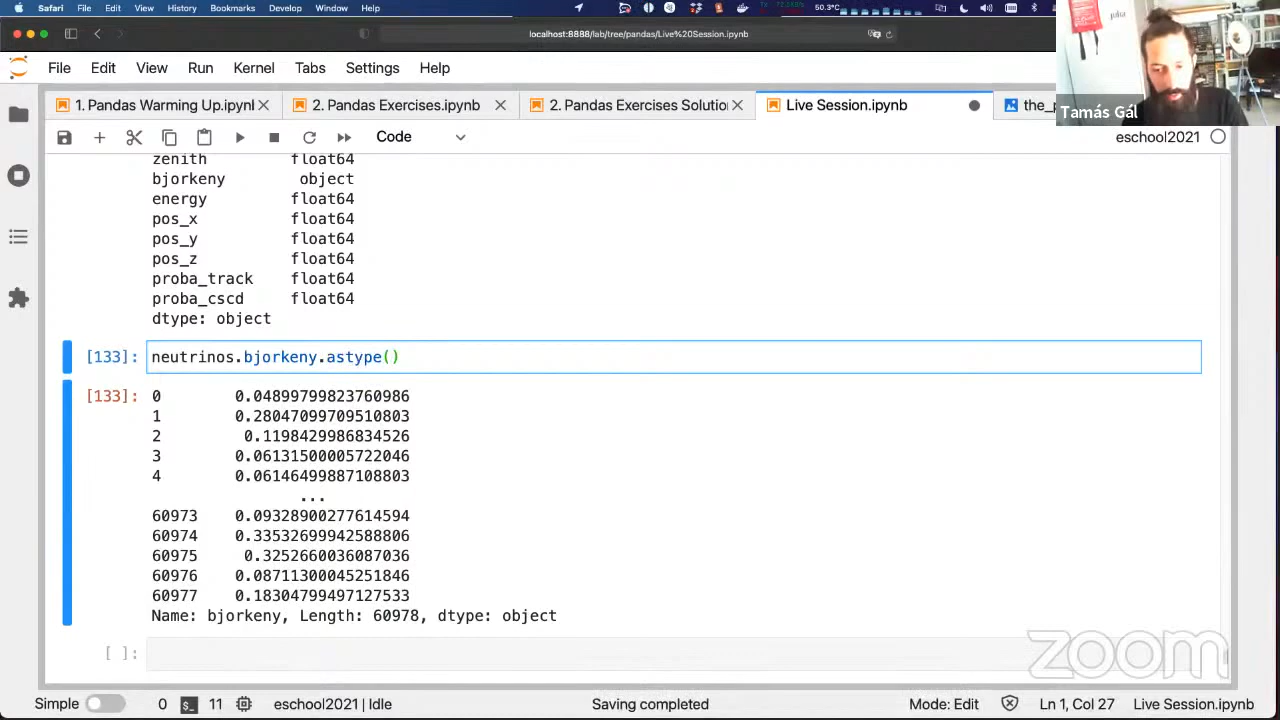 Safari File Edit View History Bookmarks Develop Window Help
50.3°C
localhost:8888/lab/tree/pandas/Live%20Session.ipynb
File Edit View Run Kernel Tabs Settings Help
1. Pandas Warming Up.ipynl
2. Pandas Exercises.ipynb
2. Pandas Exercises Solutio
Live Session.ipynb
the_p
Tamás Gál
Code
eschool2021
zenith float64
bjorkeny object
energy float64
pos_x float64
pos_y float64
pos_z float64
proba_track float64
proba_cscd float64
dtype: object
[133]: neutrinos.bjorkeny.astype()
[133]: 0 0.04899799823760986
1 0.28047099709510803
2 0.1198429986834526
3 0.06131500005722046
4 0.06146499887108803
...
60973 0.09328900277614594
60974 0.33532699942588806
60975 0.3252660036087036
60976 0.08711300045251846
60977 0.18304799497127533
Name: bjorkeny, Length: 60978, dtype: object
[ ]:
zoom
Simple 0 $_ 11 eschool2021 | Idle Saving completed Mode: Edit Ln 1, Col 27 Live Session.ipynb